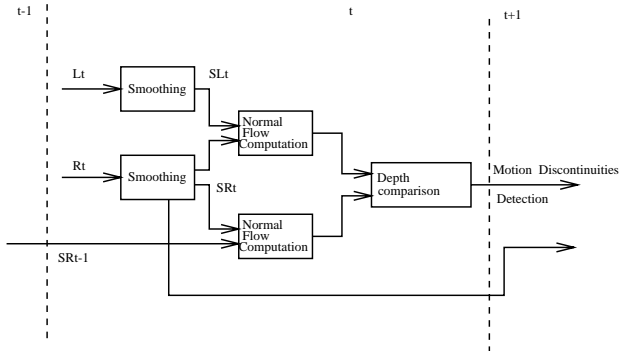 t-1
t
t+1
Lt
SLt
Smoothing
Normal
Flow
Computation
Rt
Smoothing
SRt
Depth
comparison
Motion Discontinuities
Detection
Normal
Flow
Computation
SRt-1